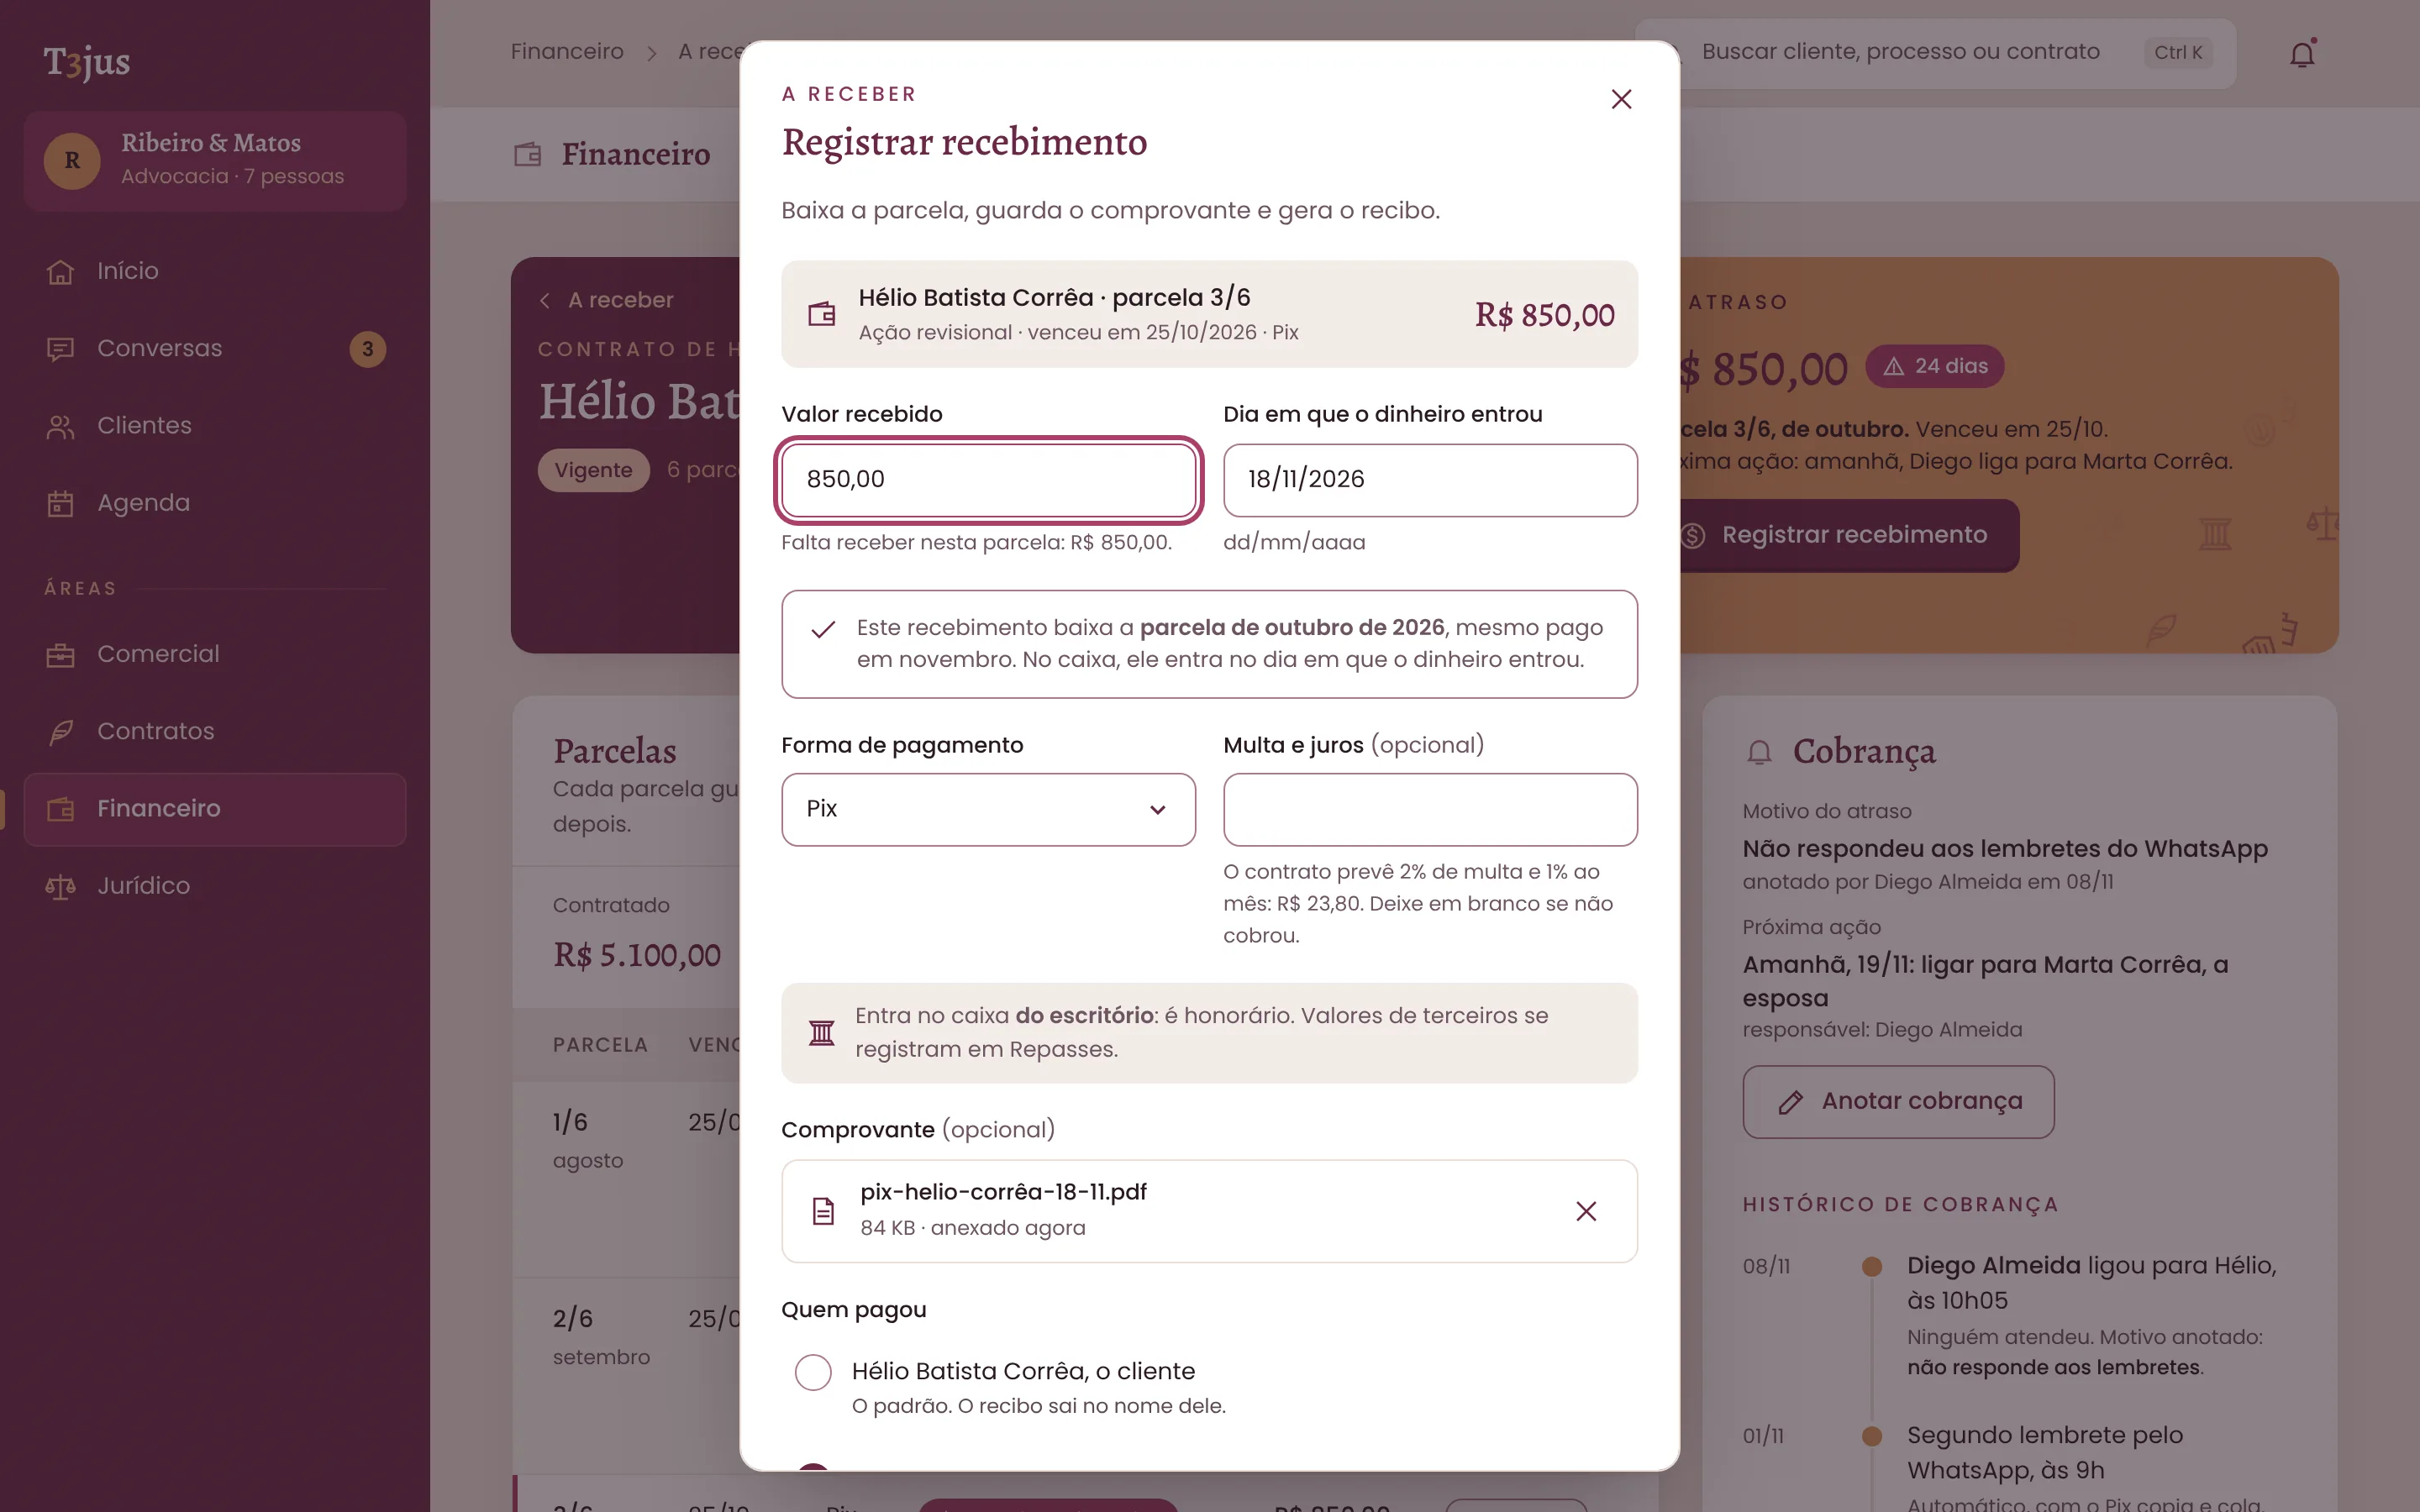 T3jus
R
Ribeiro & Matos
Advocacia · 7 pessoas
Início
Conversas
3
Clientes
Agenda
ÁREAS
Comercial
Contratos
Financeiro
Jurídico
Financeiro
Buscar cliente, processo ou contrato
Ctrl K
Financeiro
A receber
CONTRATO DE
Vigente
A RECEBER
Registrar recebimento
Baixa a parcela, guarda o comprovante e gera o recibo.
Hélio Batista Corrêa · parcela 3/6
Ação revisional · venceu em 25/10/2026 · Pix
R$ 850,00
Valor recebido
850,00
Falta receber nesta parcela: R$ 850,00.
Dia em que o dinheiro entrou
18/11/2026
dd/mm/aaaa
Este recebimento baixa a parcela de outubro de 2026, mesmo pago
em novembro. No caixa, ele entra no dia em que o dinheiro entrou.
Forma de pagamento
Pix
Multa e juros (opcional)
O contrato prevê 2% de multa e 1% ao
mês: R$ 23,80. Deixe em branco se não
cobrou.
Entra no caixa do escritório: é honorário. Valores de terceiros se
registram em Repasses.
Comprovante (opcional)
pix-helio-corrêa-18-11.pdf
84 KB · anexado agora
Quem pagou
Hélio Batista Corrêa, o cliente
O padrão. O recibo sai no nome dele.
ATRASO
850,00
24 dias
3/6, de outubro. Venceu em 25/10.
ação: amanhã, Diego liga para Marta Corrêa.
Registrar recebimento
Parcelas
Cada parcela
depois.
Contratado
R$ 5.100,00
PARCELA
1/6
agosto
2/6
setembro
Cobrança
Motivo do atraso
Não respondeu aos lembretes do WhatsApp
anotado por Diego Almeida em 08/11
Próxima ação
Amanhã, 19/11: ligar para Marta Corrêa, a
esposa
responsável: Diego Almeida
Anotar cobrança
HISTÓRICO DE COBRANÇA
08/11
Diego Almeida ligou para Hélio,
às 10h05
Ninguém atendeu. Motivo anotado:
não responde aos lembretes.
01/11
Segundo lembrete pelo
WhatsApp, às 9h
Automático, com o Pix copia e cola.